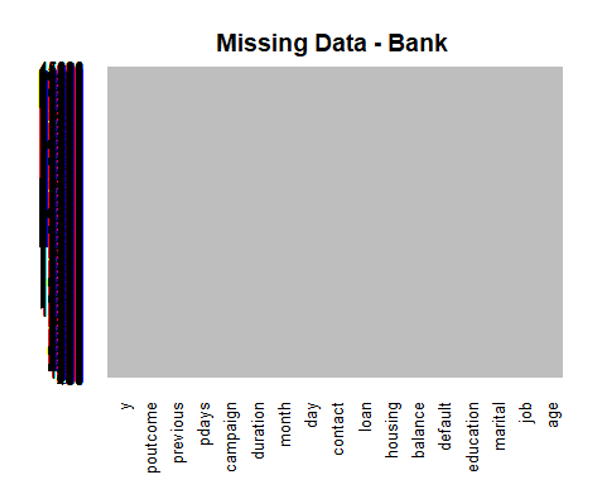 Missing Data - Bank
y
poutcome
previous
pdays
campaign
duration
month
day
contact
loan
housing
balance
default
education
marital
job
age